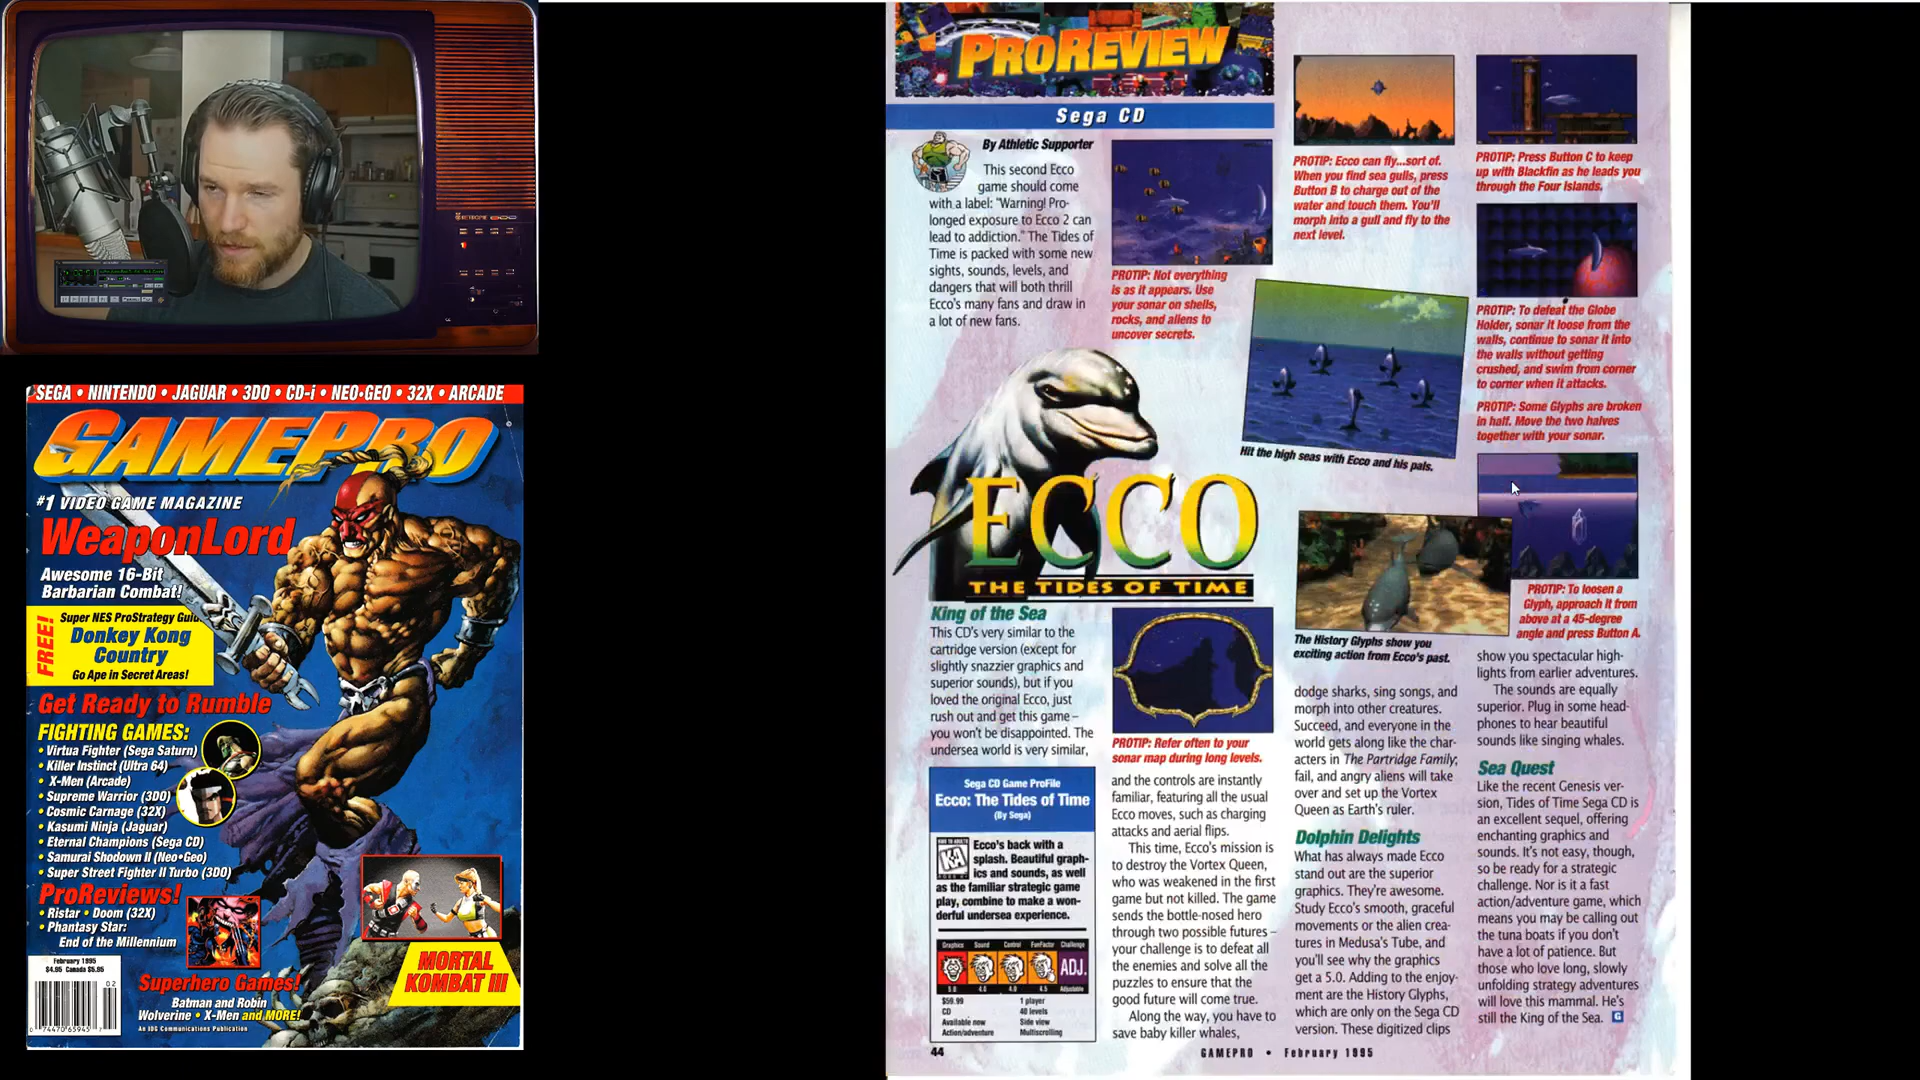 SEGA • NINTENDO • JAGUAR • 3DO • CD-i • NEO•GEO • 32X • ARCADE
GAMEPRO
#1 VIDEO GAME MAGAZINE
WeaponLord
Awesome 16-Bit
Barbarian Combat!
FREE!
Super NES ProStrategy Guide
Donkey Kong
Country
Go Ape in Secret Areas!
Get Ready to Rumble
FIGHTING GAMES:
• Virtua Fighter (Sega Saturn)
• Killer Instinct (Ultra 64)
• X-Men (Arcade)
• Supreme Warrior (3DO)
• Cosmic Carnage (32X)
• Kasumi Ninja (Jaguar)
• Eternal Champions (Sega CD)
• Samurai Shodown II (Neo•Geo)
• Super Street Fighter II Turbo (3DO)
ProReviews!
• Ristar • Doom (32X)
• Phantasy Star:
End of the Millennium
February 1995
$4.95 Canada $5.95
02
Superhero Games!
Batman and Robin
Wolverine • X-Men and MORE!
An IDG Communications Publication
MORTAL
KOMBAT III
PROREVIEW
Sega CD
By Athletic Supporter
This second Ecco
game should come
with a label: "Warning! Pro-
longed exposure to Ecco 2 can
lead to addiction." The Tides of
Time is packed with some new
sights, sounds, levels, and
dangers that will both thrill
Ecco's many fans and draw in
a lot of new fans.
PROTIP: Not everything
is as it appears. Use
your sonar on shells,
rocks, and aliens to
uncover secrets.
PROTIP: Ecco can fly...sort of.
When you find sea gulls, press
Button B to charge out of the
water and touch them. You'll
morph into a gull and fly to the
next level.
PROTIP: Press Button C to keep
up with Blackfin as he leads you
through the Four Islands.
PROTIP: To defeat the Globe
Holder, sonar it loose from the
walls, continue to sonar it into
the walls without getting
crushed, and swim from corner
to corner when it attacks.
PROTIP: Some Glyphs are broken
in half. Move the two halves
together with your sonar.
Hit the high seas with Ecco and his pals.
ECCO
THE TIDES OF TIME
King of the Sea
This CD's very similar to the
cartridge version (except for
slightly snazzier graphics and
superior sounds), but if you
loved the original Ecco, just
rush out and get this game –
you won't be disappointed. The
undersea world is very similar,
PROTIP: Refer often to your
sonar map during long levels.
The History Glyphs show you
exciting action from Ecco's past.
PROTIP: To loosen a
Glyph, approach it from
above at a 45-degree
angle and press Button A.
Sega CD Game ProFile
Ecco: The Tides of Time
(By Sega)
K-A
Ecco's back with a
splash. Beautiful graph-
ics and sounds, as well
as the familiar strategic game
play, combine to make a won-
derful undersea experience.
Graphics Sound Control FunFactor Challenge
ADJ.
5.0 4.0 4.0 4.5 Adjustable
$59.99
CD
Available now
Action/adventure
1 player
40 levels
Side view
Multiscrolling
and the controls are instantly
familiar, featuring all the usual
Ecco moves, such as charging
attacks and aerial flips.
This time, Ecco's mission is
to destroy the Vortex Queen,
who was weakened in the first
game but not killed. The game
sends the bottle-nosed hero
through two possible futures –
your challenge is to defeat all
the enemies and solve all the
puzzles to ensure that the
good future will come true.
Along the way, you have to
save baby killer whales,
dodge sharks, sing songs, and
morph into other creatures.
Succeed, and everyone in the
world gets along like the char-
acters in The Partridge Family;
fail, and angry aliens will take
over and set up the Vortex
Queen as Earth's ruler.
Dolphin Delights
What has always made Ecco
stand out are the superior
graphics. They're awesome.
Study Ecco's smooth, graceful
movements or the alien crea-
tures in Medusa's Tube, and
you'll see why the graphics
get a 5.0. Adding to the enjoy-
ment are the History Glyphs,
which are only on the Sega CD
version. These digitized clips
show you spectacular high-
lights from earlier adventures.
The sounds are equally
superior. Plug in some head-
phones to hear beautiful
sounds like singing whales.
Sea Quest
Like the recent Genesis ver-
sion, Tides of Time Sega CD is
an excellent sequel, offering
enchanting graphics and
sounds. It's not easy, though,
so be ready for a strategic
challenge. Nor is it a fast
action/adventure game, which
means you may be calling out
the tuna boats if you don't
have a lot of patience. But
those who love long, slowly
unfolding strategy adventures
will love this mammal. He's
still the King of the Sea. G
44
GAMEPRO • February 1995